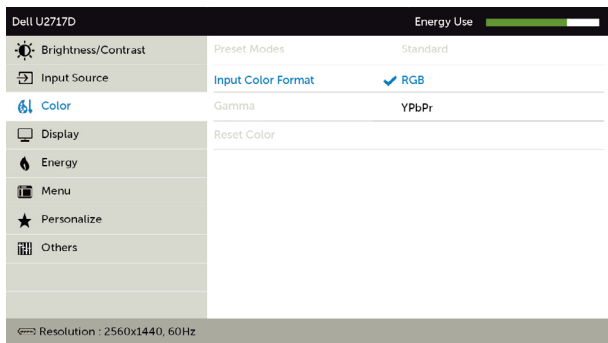 Dell U2717D Energy Use
Brightness/Contrast Preset Modes Standard
Input Source Input Color Format RGB
Color Gamma YPbPr
Display Reset Color
Energy
Menu
Personalize
Others
Resolution : 2560x1440, 60Hz